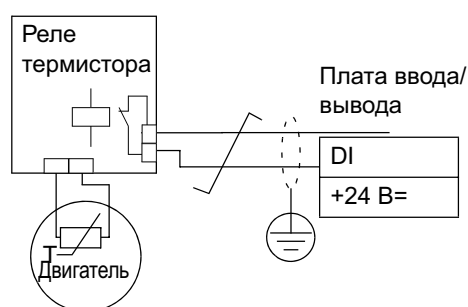 Реле
термистора
Плата ввода/
вывода
DI
+24 В=
T
Двигатель